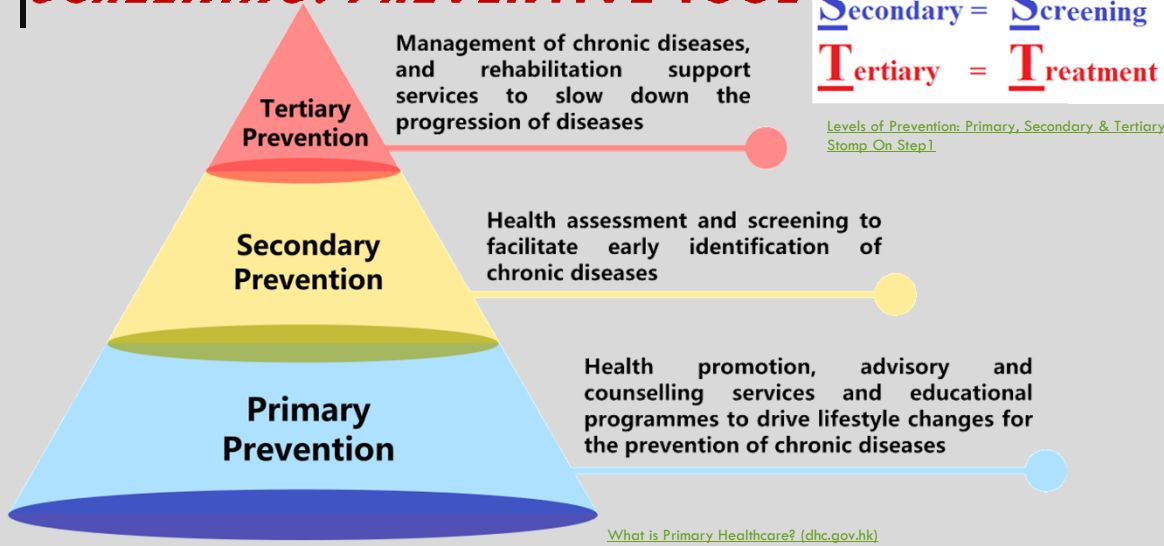 Secondary = Screening
Tertiary = Treatment
Levels of Prevention: Primary, Secondary & Tertiary
Stomp On Step1
Management of chronic diseases,
and rehabilitation support
services to slow down the
progression of diseases
Tertiary
Prevention
Health assessment and screening to
facilitate early identification of
chronic diseases
Secondary
Prevention
Health promotion, advisory and
counselling services and educational
programmes to drive lifestyle changes for
the prevention of chronic diseases
Primary
Prevention
What is Primary Healthcare? (dhc.gov.hk)